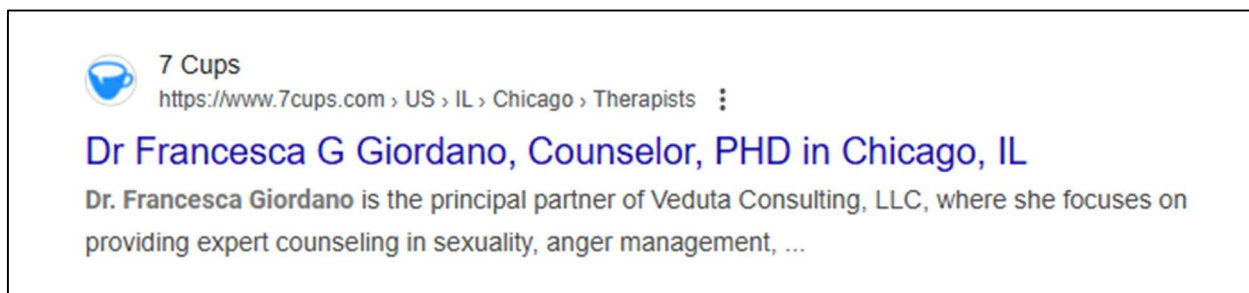 7 Cups
https://www.7cups.com › US › IL › Chicago › Therapists
Dr Francesca G Giordano, Counselor, PHD in Chicago, IL
Dr. Francesca Giordano is the principal partner of Veduta Consulting, LLC, where she focuses on
providing expert counseling in sexuality, anger management, ...